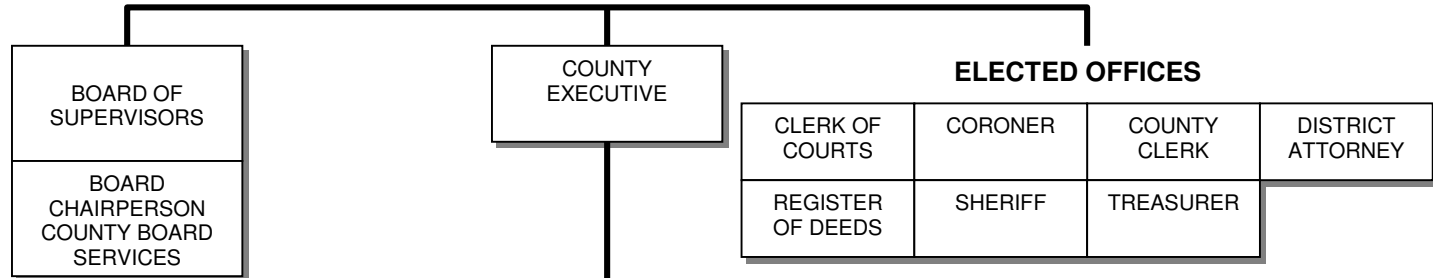 BOARD OF
SUPERVISORS
BOARD
CHAIRPERSON
COUNTY BOARD
SERVICES
COUNTY
EXECUTIVE
ELECTED OFFICES
CLERK OF
COURTS
CORONER
COUNTY
CLERK
DISTRICT
ATTORNEY
REGISTER
OF DEEDS
SHERIFF
TREASURER